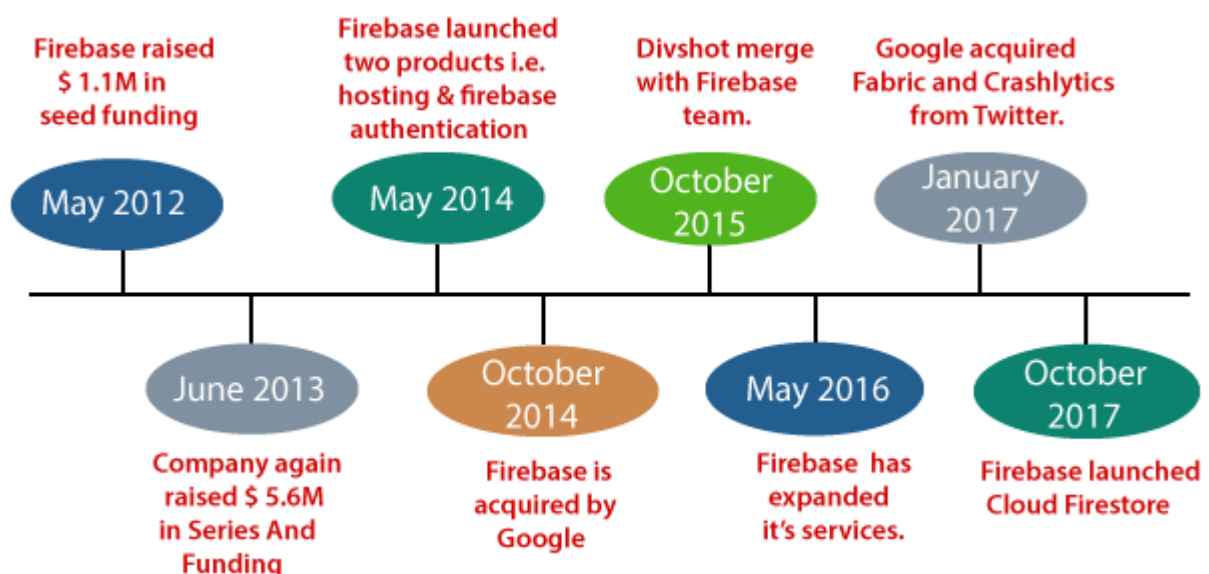 Firebase raised
$ 1.1M in
seed funding
May 2012
June 2013
Company again
raised $ 5.6M
in Series And
Funding
Firebase launched
two products i.e.
hosting & firebase
authentication
May 2014
October
2014
Firebase is
acquired by
Google
Divshot merge
with Firebase
team.
October
2015
May 2016
Firebase has
expanded
it’s services.
Google acquired
Fabric and Crashlytics
from Twitter.
January
2017
October
2017
Firebase launched
Cloud Firestore